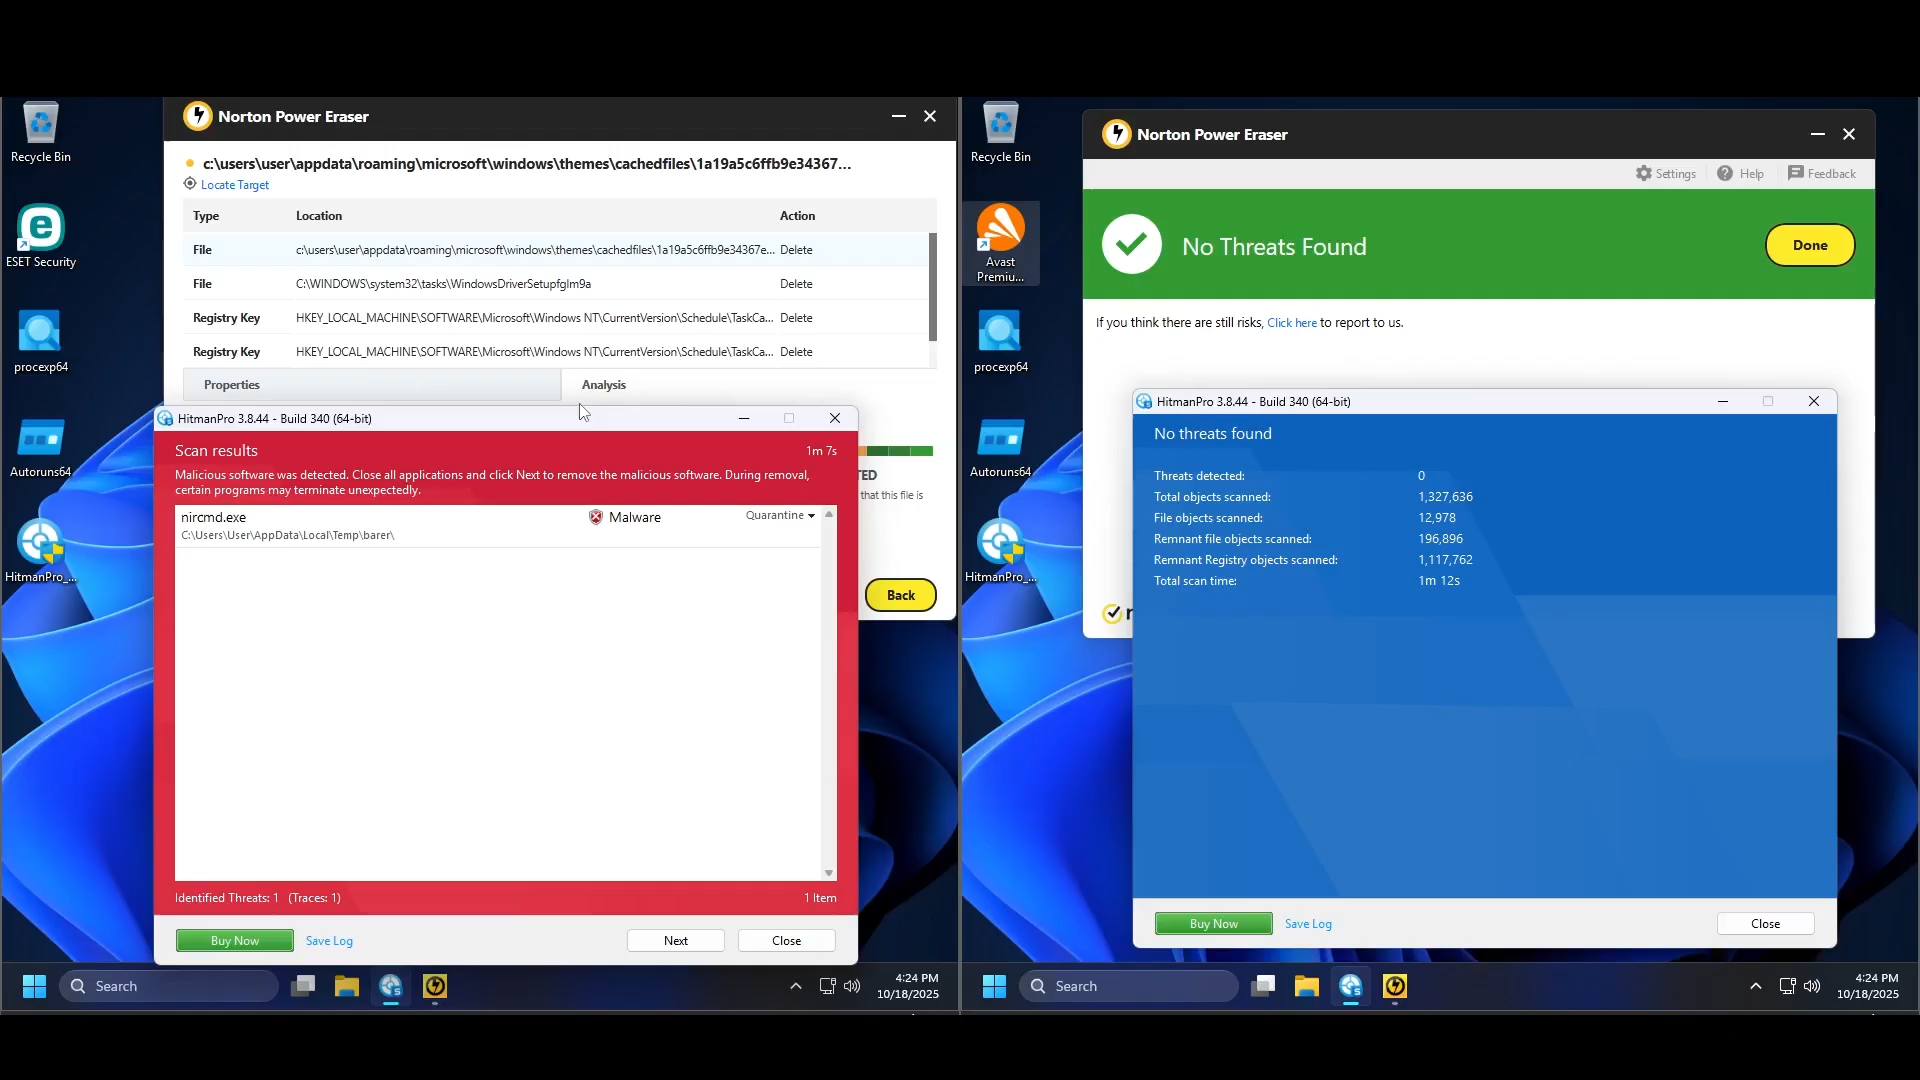 Recycle Bin
ESET Security
procexp64
Autoruns64
HitmanPro_...
Norton Power Eraser
c:\users\user\appdata\roaming\microsoft\windows\themes\cachedfiles\1a19a5c6ffb9e34367...
Locate Target
Type Location Action
File c:\users\user\appdata\roaming\microsoft\windows\themes\cachedfiles\1a19a5c6ffb9e34367e... Delete
File C:\WINDOWS\system32\tasks\WindowsDriverSetupfglm9a Delete
Registry Key HKEY_LOCAL_MACHINE\SOFTWARE\Microsoft\Windows NT\CurrentVersion\Schedule\TaskCa... Delete
Registry Key HKEY_LOCAL_MACHINE\SOFTWARE\Microsoft\Windows NT\CurrentVersion\Schedule\TaskCa... Delete
Properties Analysis
TED
that this file is
Back
HitmanPro 3.8.44 - Build 340 (64-bit)
Scan results 1m 7s
Malicious software was detected. Close all applications and click Next to remove the malicious software. During removal,
certain programs may terminate unexpectedly.
nircmd.exe Malware Quarantine
C:\Users\User\AppData\Local\Temp\barer\
Identified Threats: 1 (Traces: 1) 1 Item
Buy Now Save Log Next Close
Search 4:24 PM
10/18/2025
Recycle Bin
Avast
Premiu...
procexp64
Autoruns64
HitmanPro_...
Norton Power Eraser
Settings Help Feedback
No Threats Found Done
If you think there are still risks, Click here to report to us.
HitmanPro 3.8.44 - Build 340 (64-bit)
No threats found
Threats detected: 0
Total objects scanned: 1,327,636
File objects scanned: 12,978
Remnant file objects scanned: 196,896
Remnant Registry objects scanned: 1,117,762
Total scan time: 1m 12s
Buy Now Save Log Close
Search 4:24 PM
10/18/2025